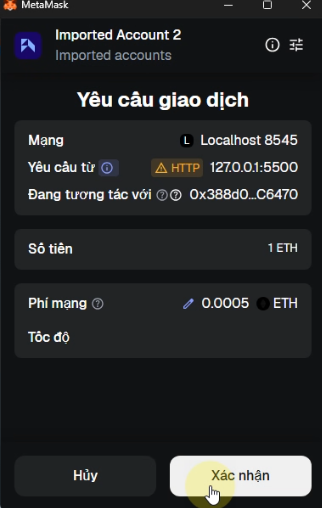 MetaMask
Imported Account 2
Imported accounts
Yêu cầu giao dịch
Mạng L Localhost 8545
Yêu cầu từ HTTP 127.0.0.1:5500
Đang tương tác với 0x388d0...C6470
Số tiền 1 ETH
Phí mạng 0.0005 ETH
Tốc độ
Hủy Xác nhận